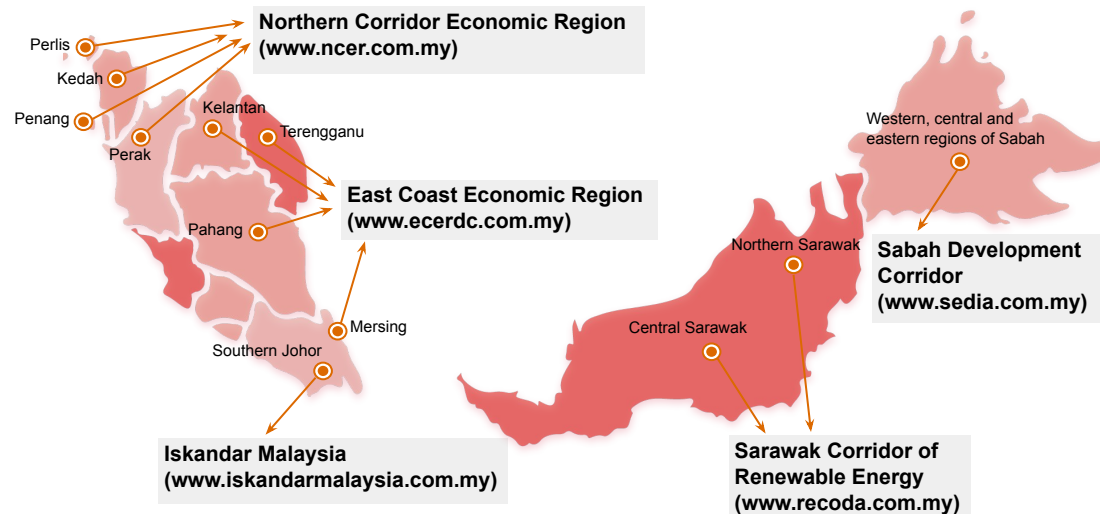 Northern Corridor Economic Region
(www.ncer.com.my)
Perlis
Kedah
Penang
Perak
Kelantan
Terengganu
Western, central and
eastern regions of Sabah
East Coast Economic Region
(www.ecerdc.com.my)
Pahang
Northern Sarawak
Sabah Development
Corridor
(www.sedia.com.my)
Mersing
Central Sarawak
Southern Johor
Iskandar Malaysia
(www.iskandarmalaysia.com.my)
Sarawak Corridor of
Renewable Energy
(www.recoda.com.my)